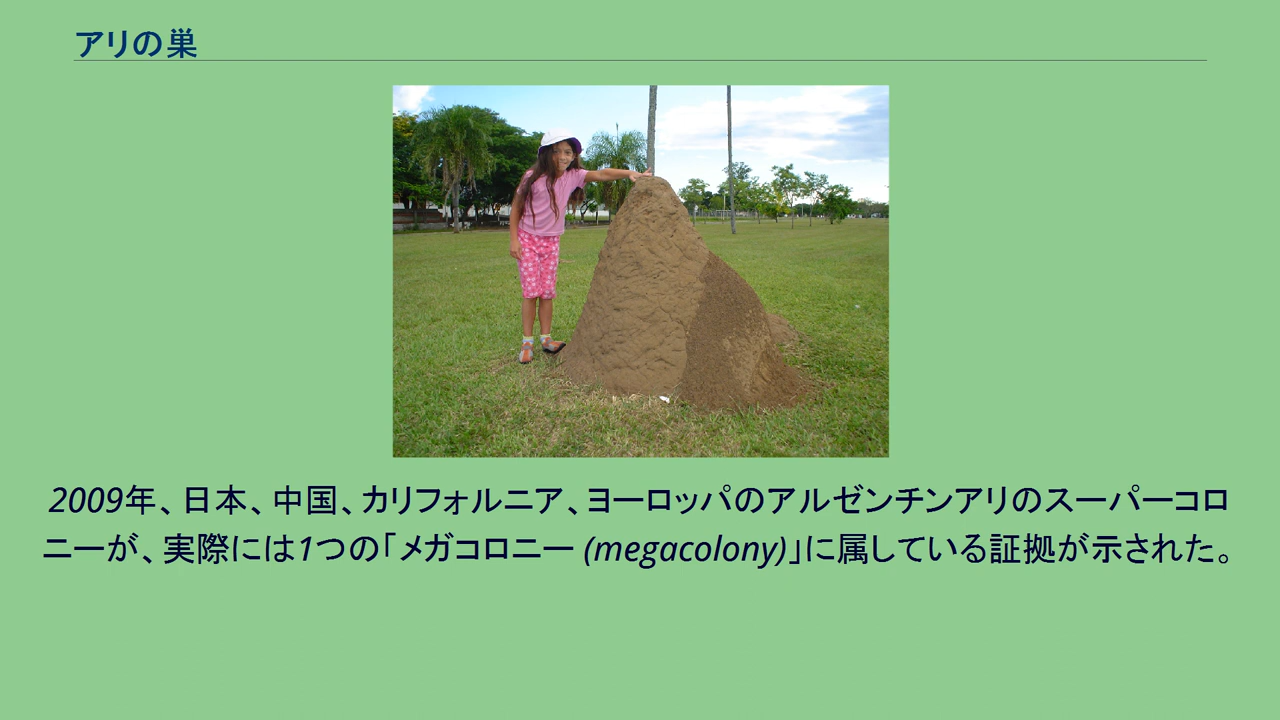 アリの巣
2009年、日本、中国、カリフォルニア、ヨーロッパのアルゼンチンアリのスーパーコロ
ニーが、実際には1つの「メガコロニー (megacolony)」に属している証拠が示された。